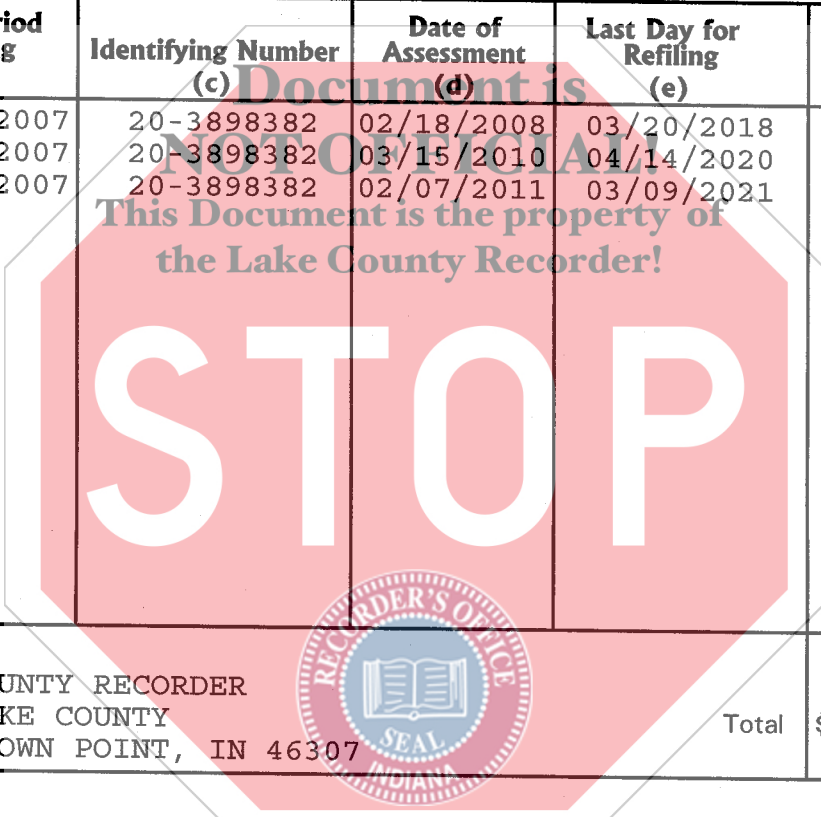 riod
g
Identifying Number
(c)
Date of
Assessment
(d)
Last Day for
Refiling
(e)
Document is
NOT OFFICIAL!
This Document is the property of
the Lake County Recorder!
2007 20-3898382 02/18/2008 03/20/2018
2007 20-3898382 03/15/2010 04/14/2020
2007 20-3898382 02/07/2011 03/09/2021
STOP
RECORDER'S OFFICE
SEAL
INDIANA
UNTY RECORDER
KE COUNTY
OWN POINT, IN 46307
Total $